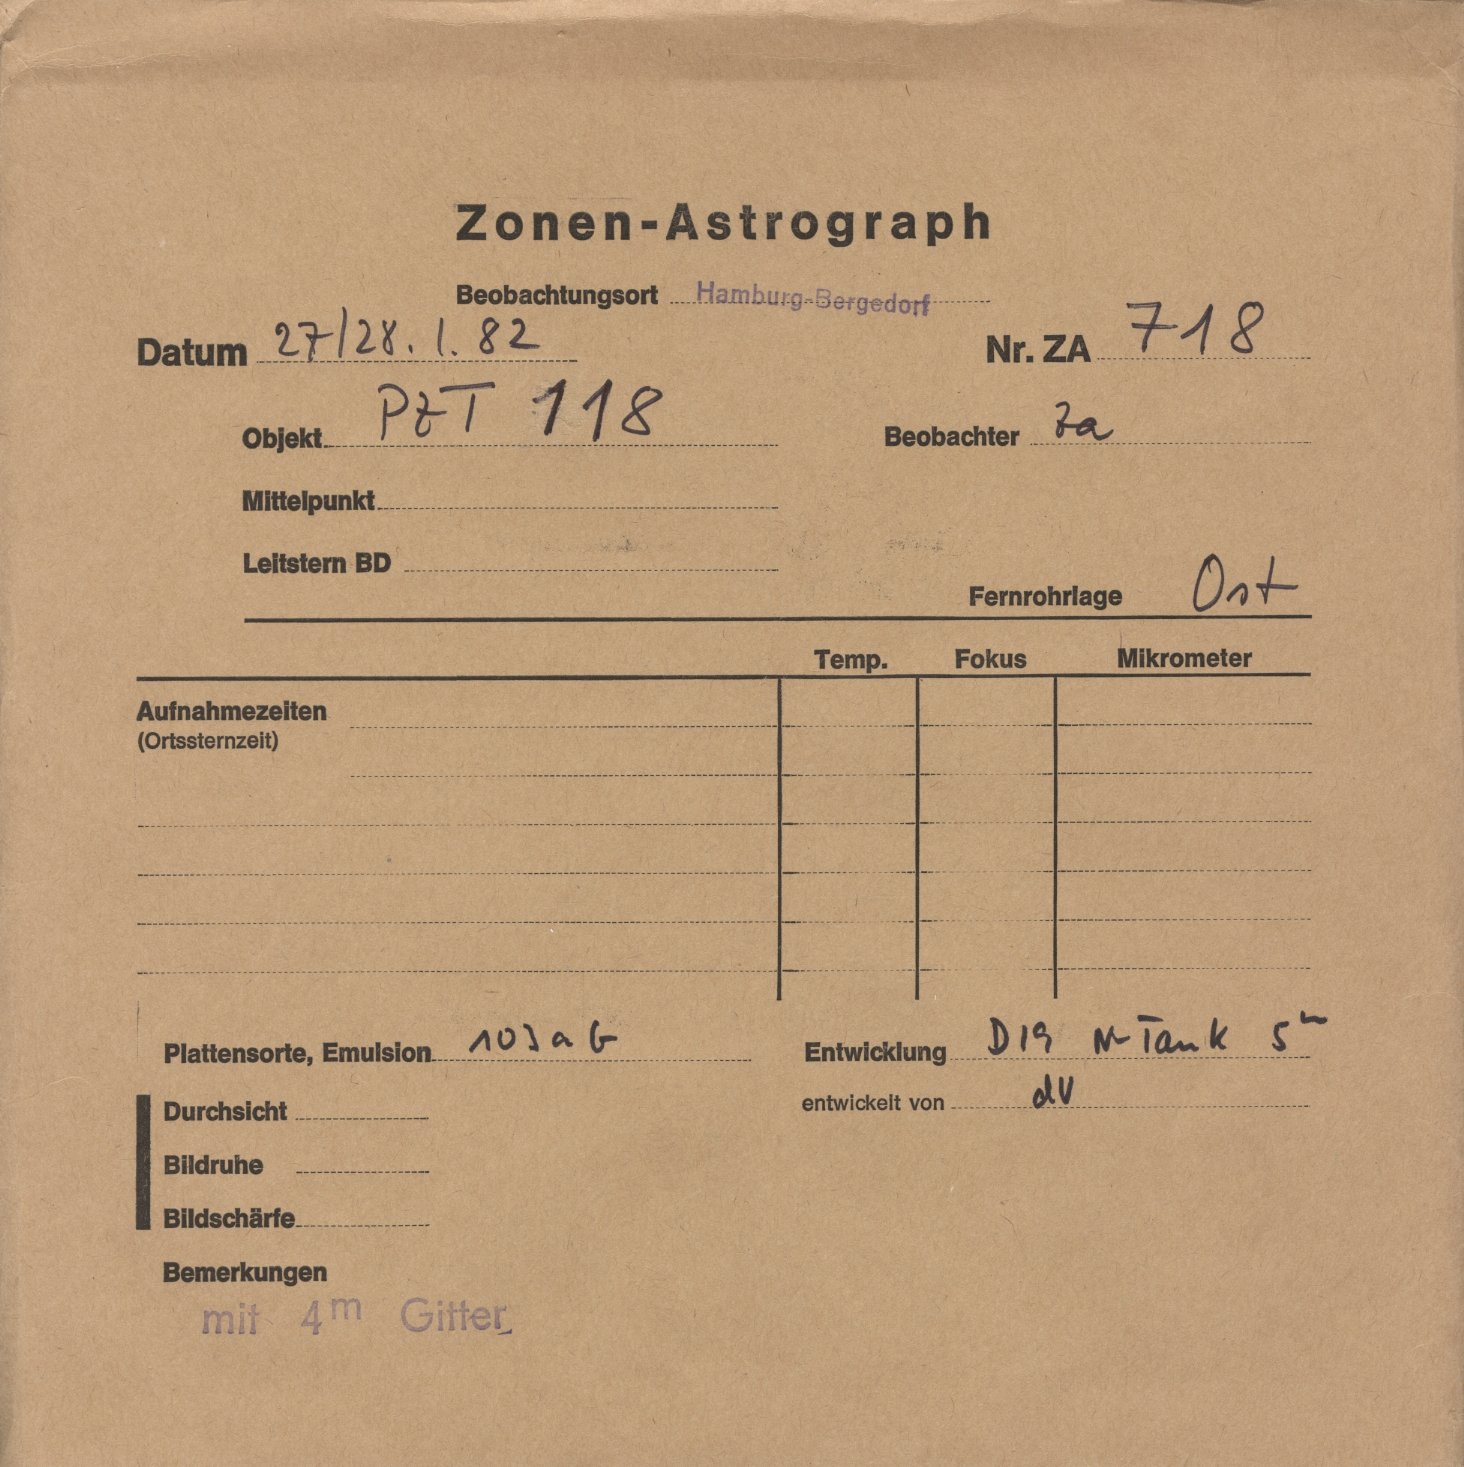 Zonen-Astrograph
Beobachtungsort Hamburg-Bergedorf
Datum 27/28. 1. 82 Nr. ZA 718
Objekt PZT 118 Beobachter Za
Mittelpunkt
Leitstern BD
Fernrohrlage Ost
Temp. Fokus Mikrometer
Aufnahmezeiten
(Ortssternzeit)
Plattensorte, Emulsion 103a G Entwicklung D19 N-Tank 5m
Durchsicht entwickelt von dV
Bildruhe
Bildschärfe
Bemerkungen
mit 4m Gitter